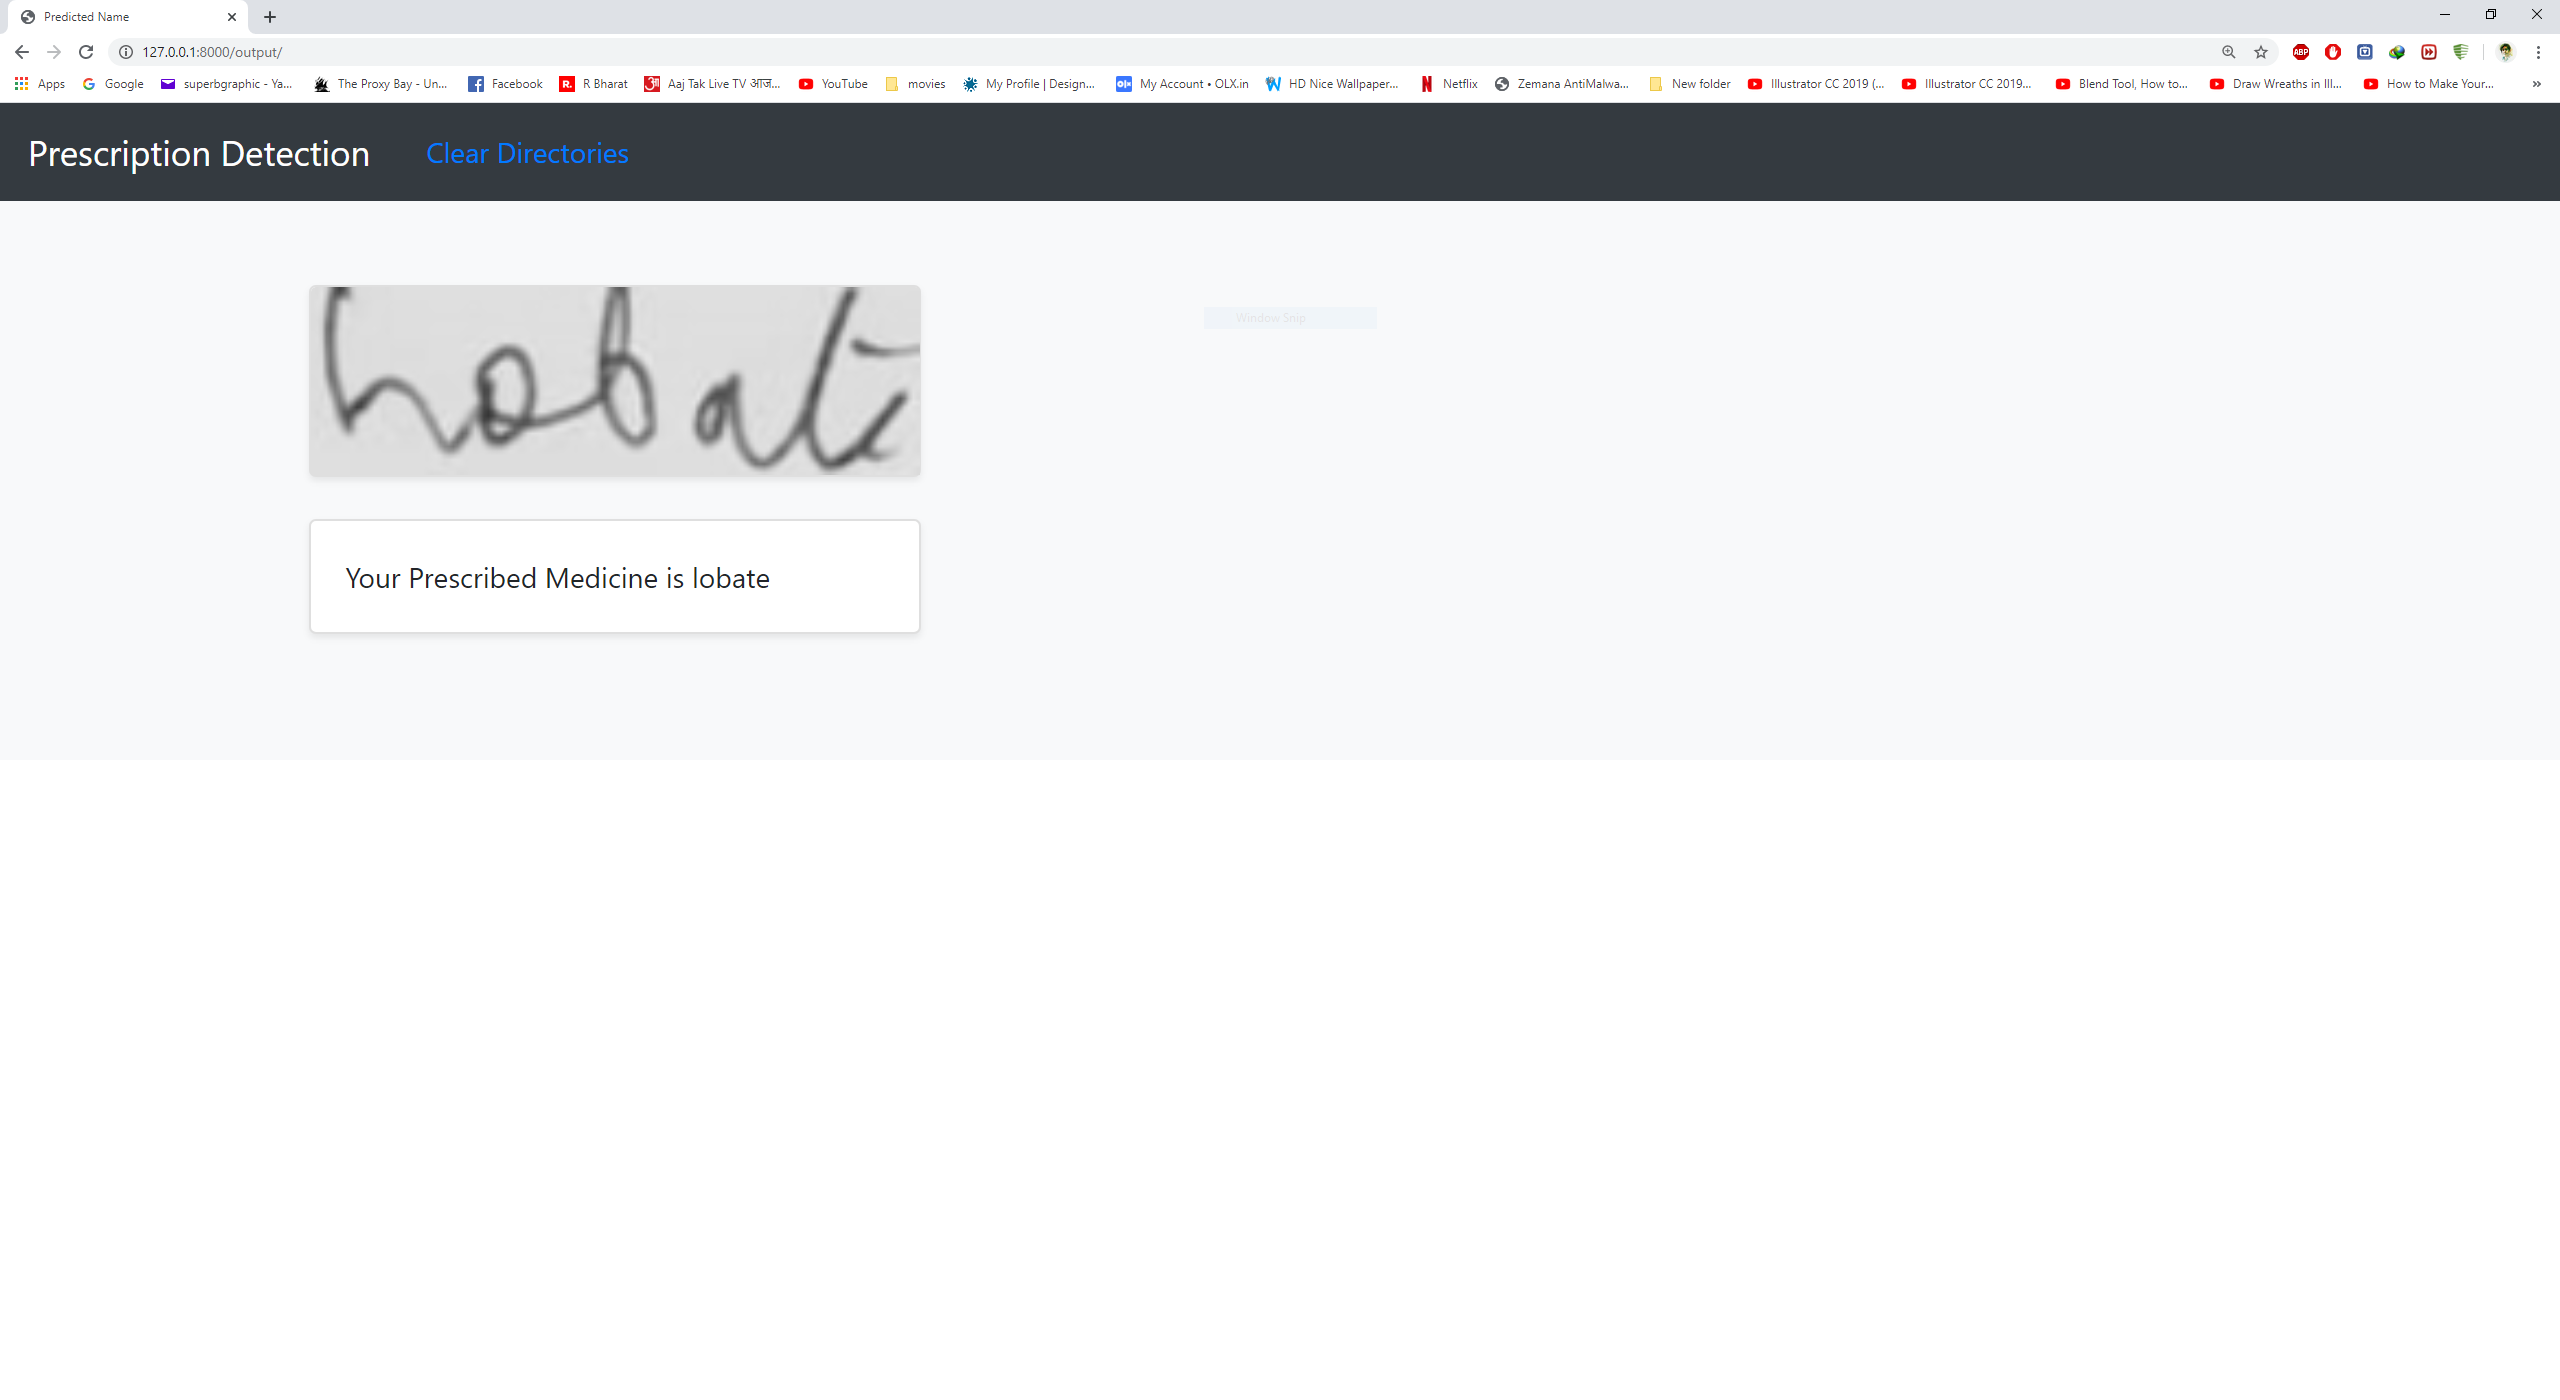 Predicted Name
127.0.0.1:8000/output/
Apps Google superbgraphic - Ya... The Proxy Bay - Un... Facebook R Bharat Aaj Tak Live TV आज... YouTube movies My Profile | Design... My Account • OLX.in HD Nice Wallpaper... Netflix Zemana AntiMalwa... New folder Illustrator CC 2019 (... Illustrator CC 2019... Blend Tool, How to... Draw Wreaths in Ill... How to Make Your... »
Prescription Detection Clear Directories
Lobate
Window Snip
Your Prescribed Medicine is lobate